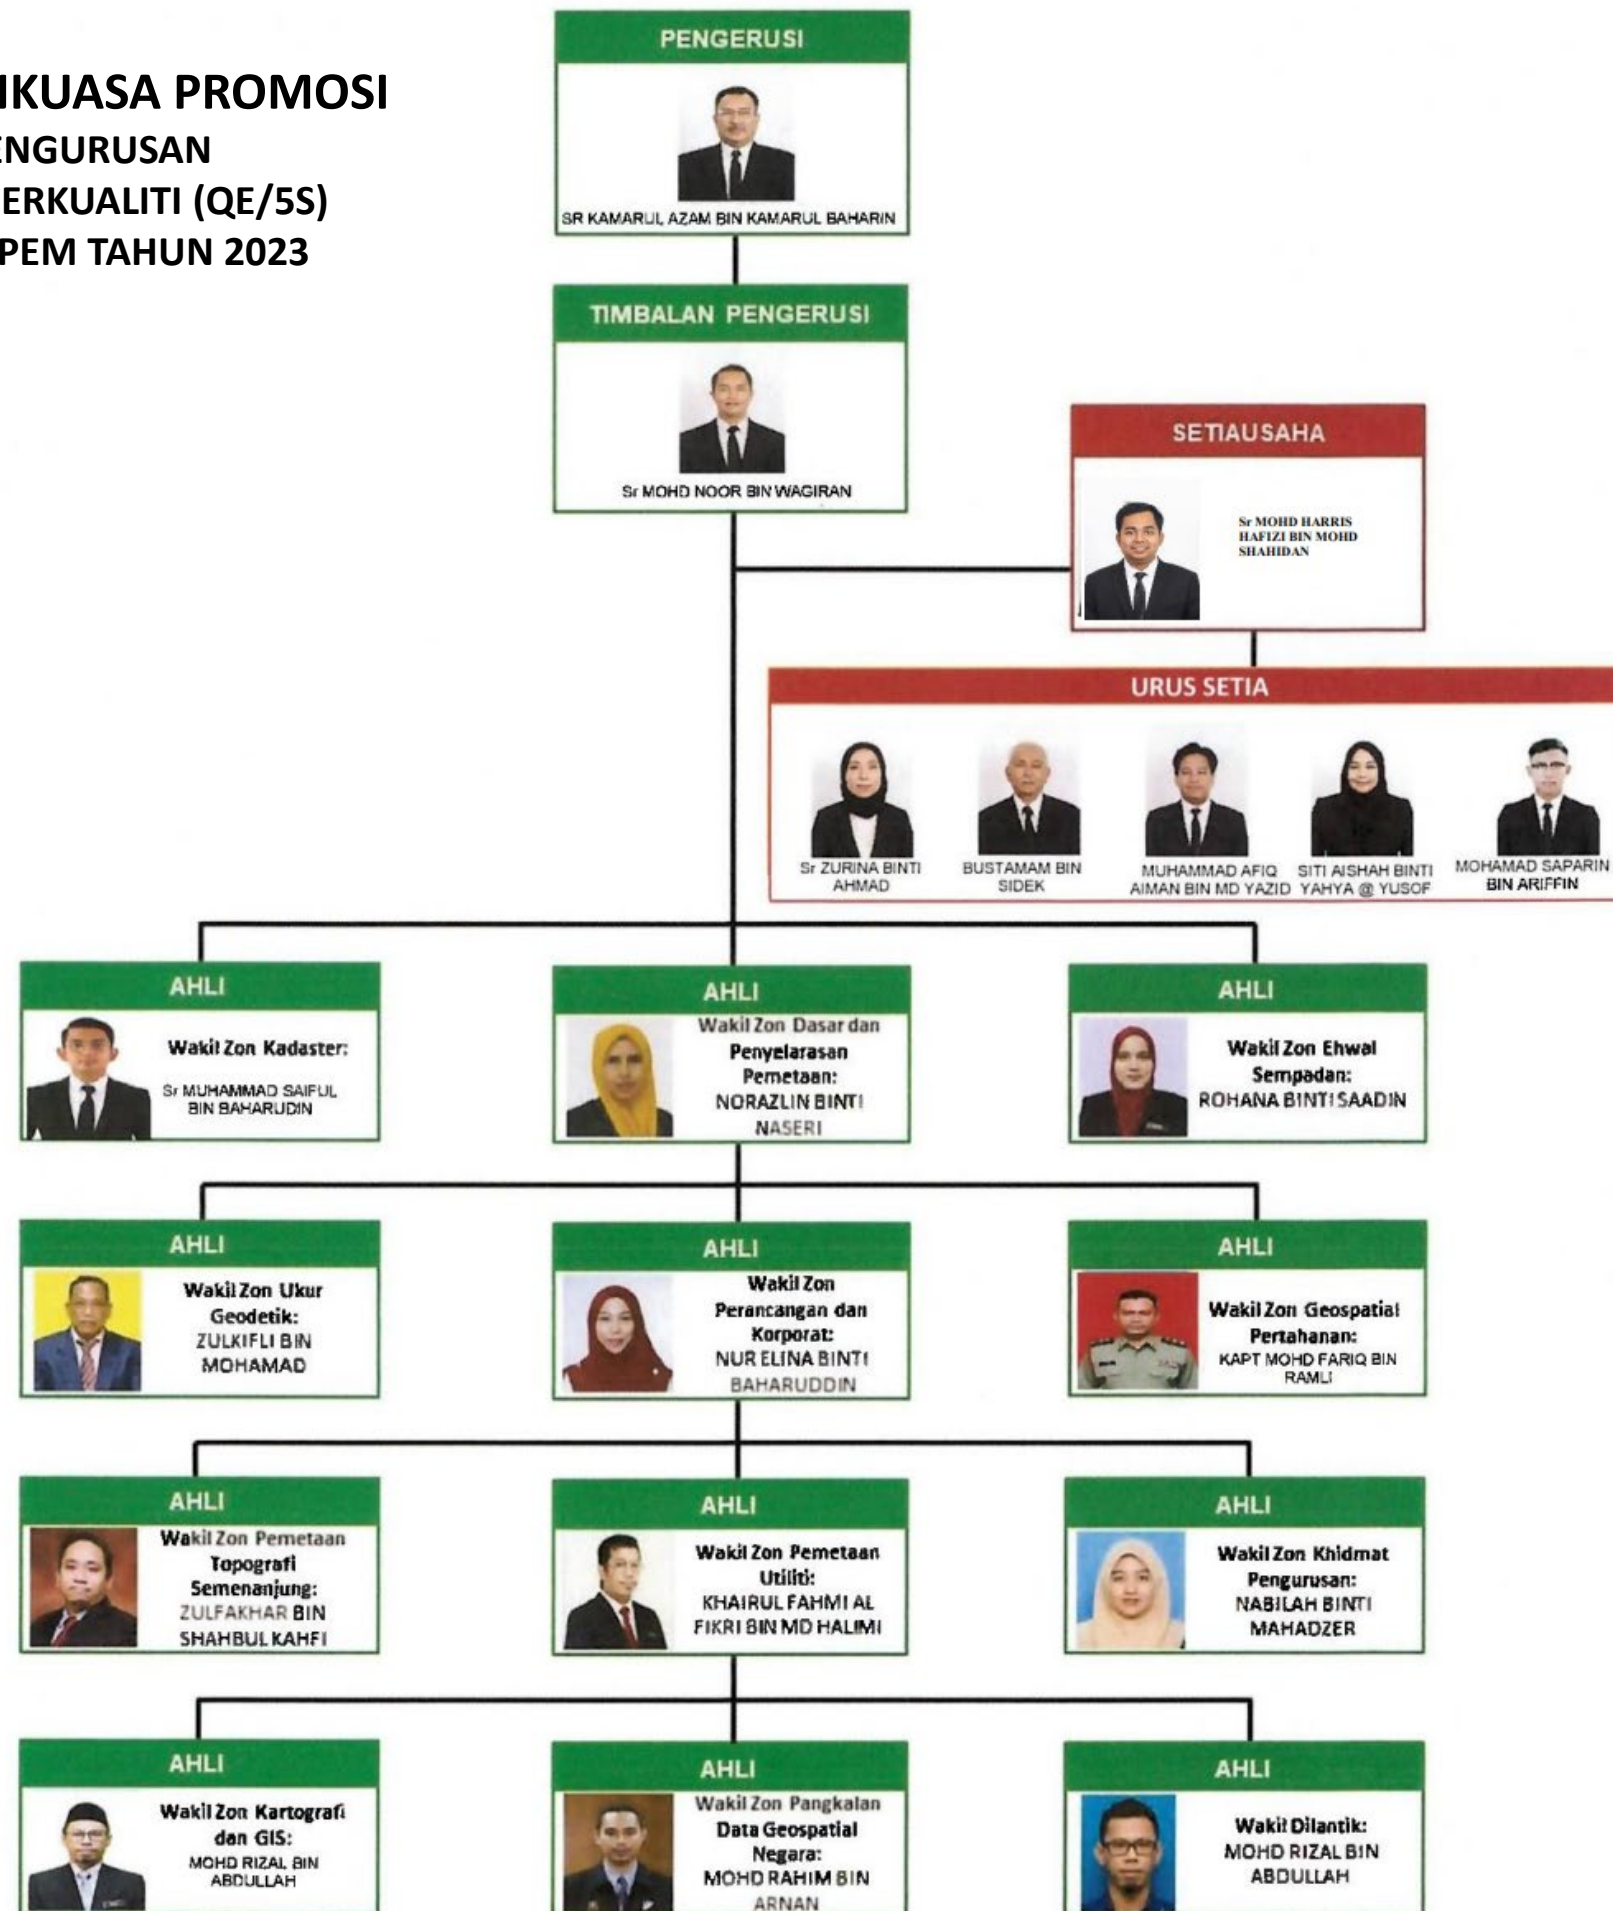 PENGERUSI
IKUASA PROMOSI
ENGURUSAN
ERKUALITI (QE/5S)
PEM TAHUN 2023
SR KAMARUL AZAM BIN KAMARUL BAHARIN
TIMBALAN PENGERUSI
Sr MOHD NOOR BIN WAGIRAN
SETIAUSAHA
Sr MOHD HARRIS
HAFIZI BIN MOHD
SHAHIDAN
URUS SETIA
Sr ZURINA BINTI
AHMAD
BUSTAMAM BIN
SIDEK
MUHAMMAD AFIQ
AIMAN BIN MD YAZID
SITI AISHAH BINTI
YAHYA @ YUSOF
MOHAMAD SAPARIN
BIN ARIFFIN
AHLI
Wakil Zon Kadaster:
Sr MUHAMMAD SAIFUL
BIN BAHARUDIN
AHLI
Wakil Zon Dasar dan
Penyelarasan
Pemetaan:
NORAZLIN BINTI
NASERI
AHLI
Wakil Zon Ehwal
Sempadan:
ROHANA BINTI SAADIN
AHLI
Wakil Zon Ukur
Geodetik:
ZULKIFLI BIN
MOHAMAD
AHLI
Wakil Zon
Perancangan dan
Korporat:
NUR ELINA BINTI
BAHARUDDIN
AHLI
Wakil Zon Geospatial
Pertahanan:
KAPT MOHD FARIQ BIN
RAMLI
AHLI
Wakil Zon Pemetaan
Topografi
Semenanjung:
ZULFAKHAR BIN
SHAHBUL KAHFI
AHLI
Wakil Zon Pemetaan
Utiliti:
KHAIRUL FAHMI AL
FIKRI BIN MD HALIMI
AHLI
Wakil Zon Khidmat
Pengurusan:
NABILAH BINTI
MAHADZER
AHLI
Wakil Zon Kartografi
dan GIS:
MOHD RIZAL BIN
ABDULLAH
AHLI
Wakil Zon Pangkalan
Data Geospatial
Negara:
MOHD RAHIM BIN
ARNAN
AHLI
Wakil Dilantik:
MOHD RIZAL BIN
ABDULLAH